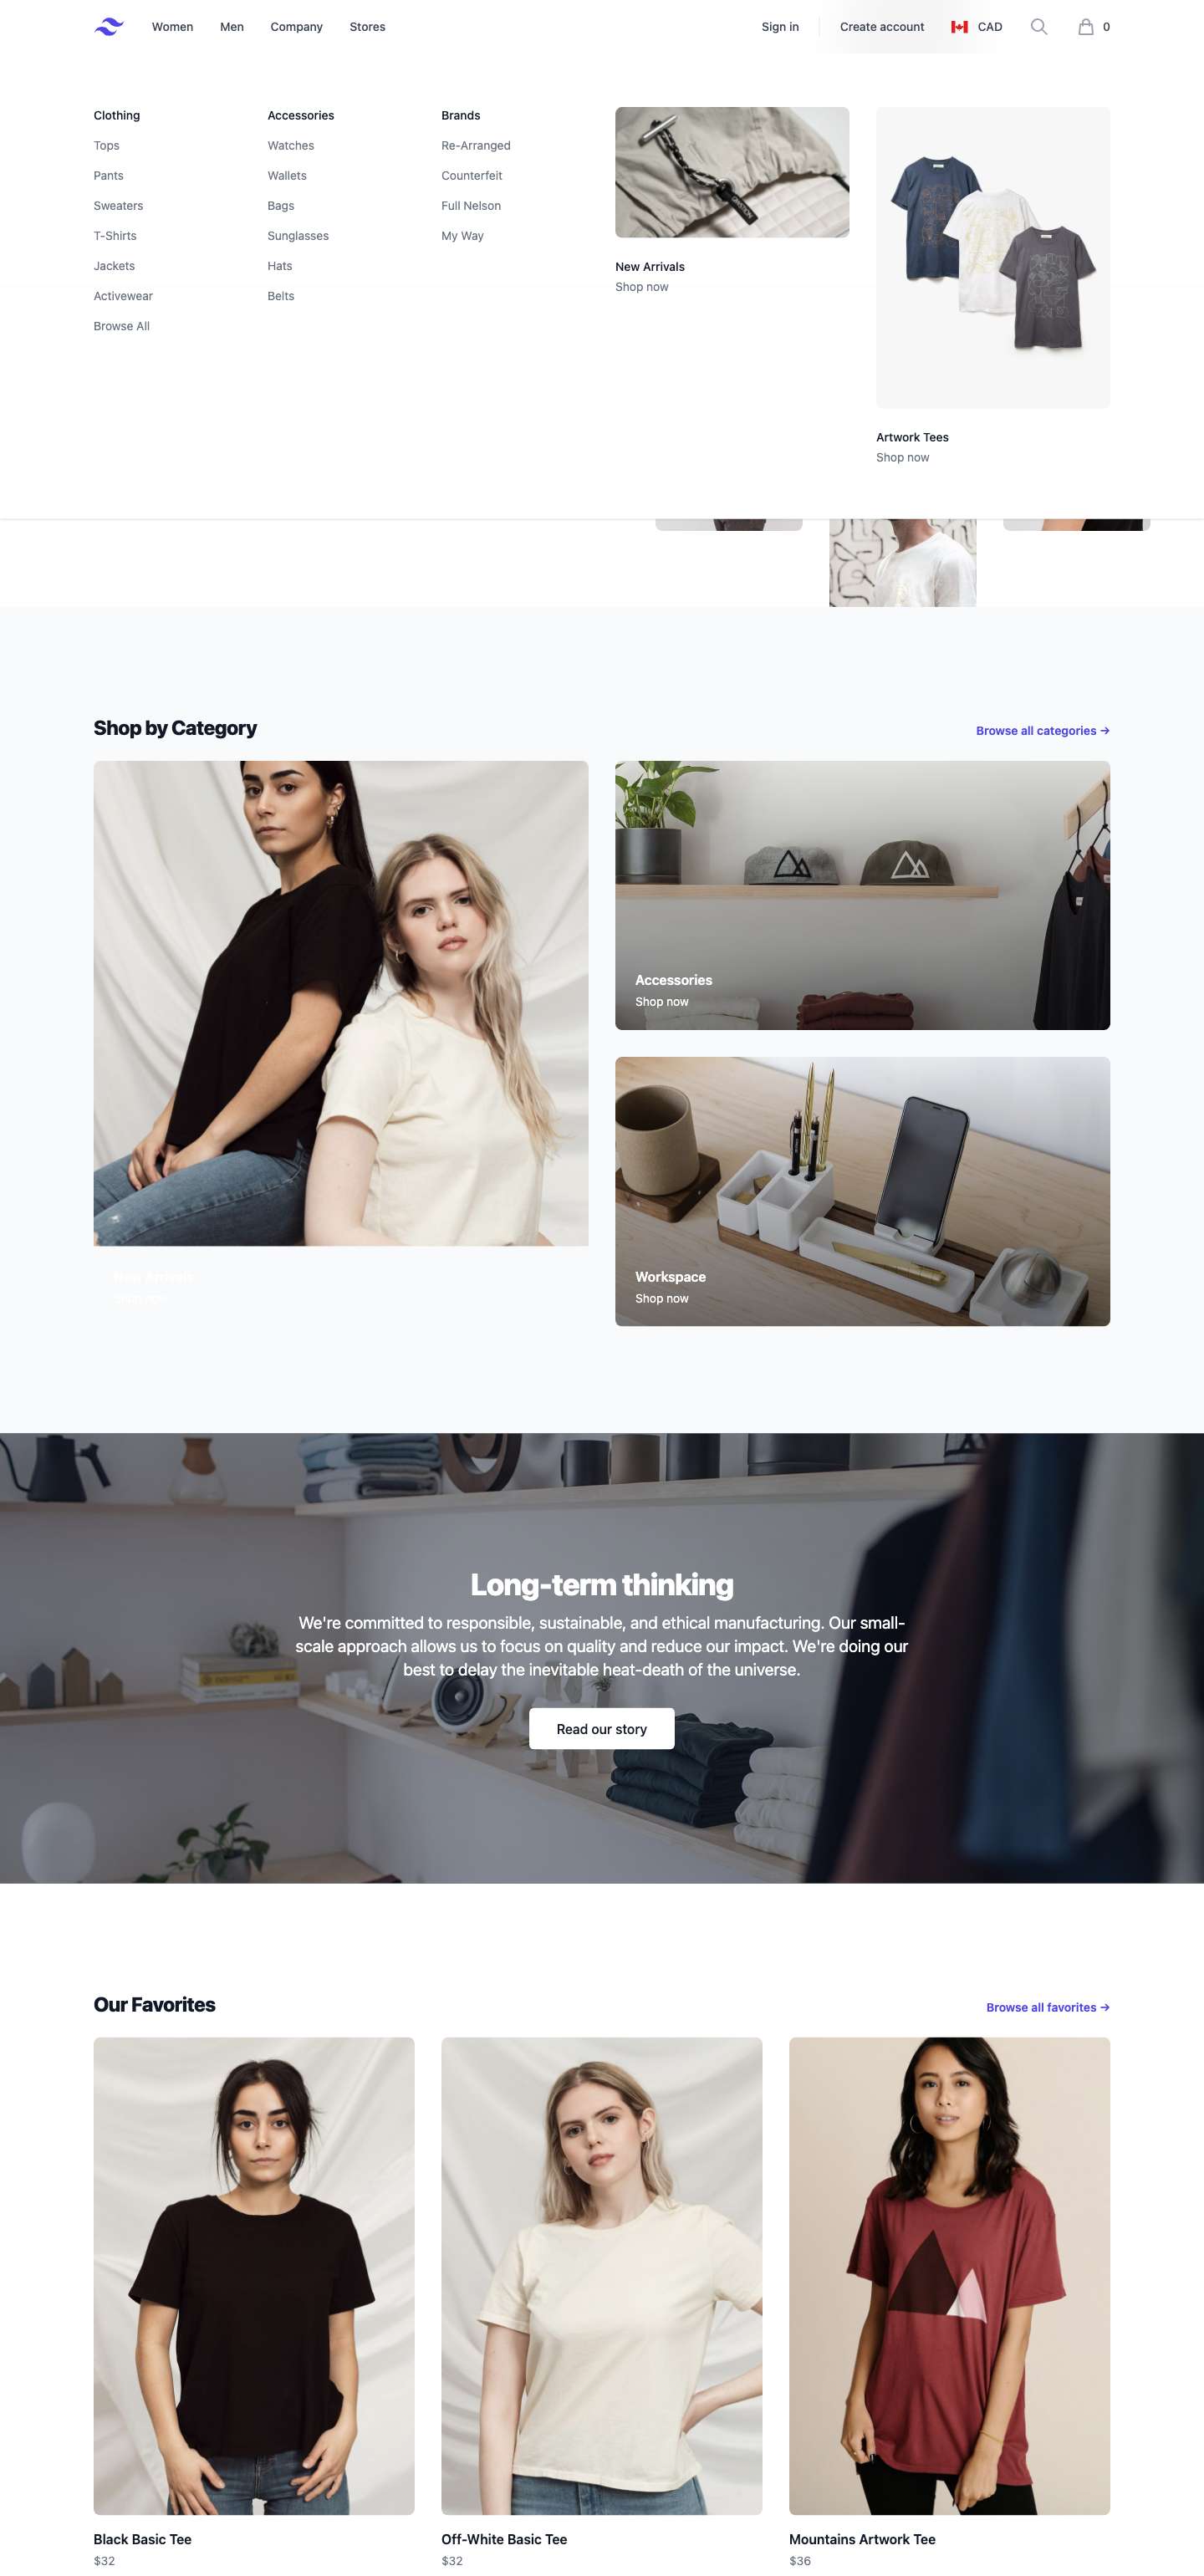 Women
Men
Company
Stores
Sign in
Create account
CAD
0
Clothing
Tops
Pants
Sweaters
T-Shirts
Jackets
Activewear
Browse All
Accessories
Watches
Wallets
Bags
Sunglasses
Hats
Belts
Brands
Re-Arranged
Counterfeit
Full Nelson
My Way
New Arrivals
Shop now
Artwork Tees
Shop now
Shop by Category
Browse all categories →
New Arrivals
Shop now
Accessories
Shop now
Workspace
Shop now
Long-term thinking
We're committed to responsible, sustainable, and ethical manufacturing. Our small-
scale approach allows us to focus on quality and reduce our impact. We're doing our
best to delay the inevitable heat-death of the universe.
Read our story
Our Favorites
Browse all favorites →
Black Basic Tee
$32
Off-White Basic Tee
$32
Mountains Artwork Tee
$36